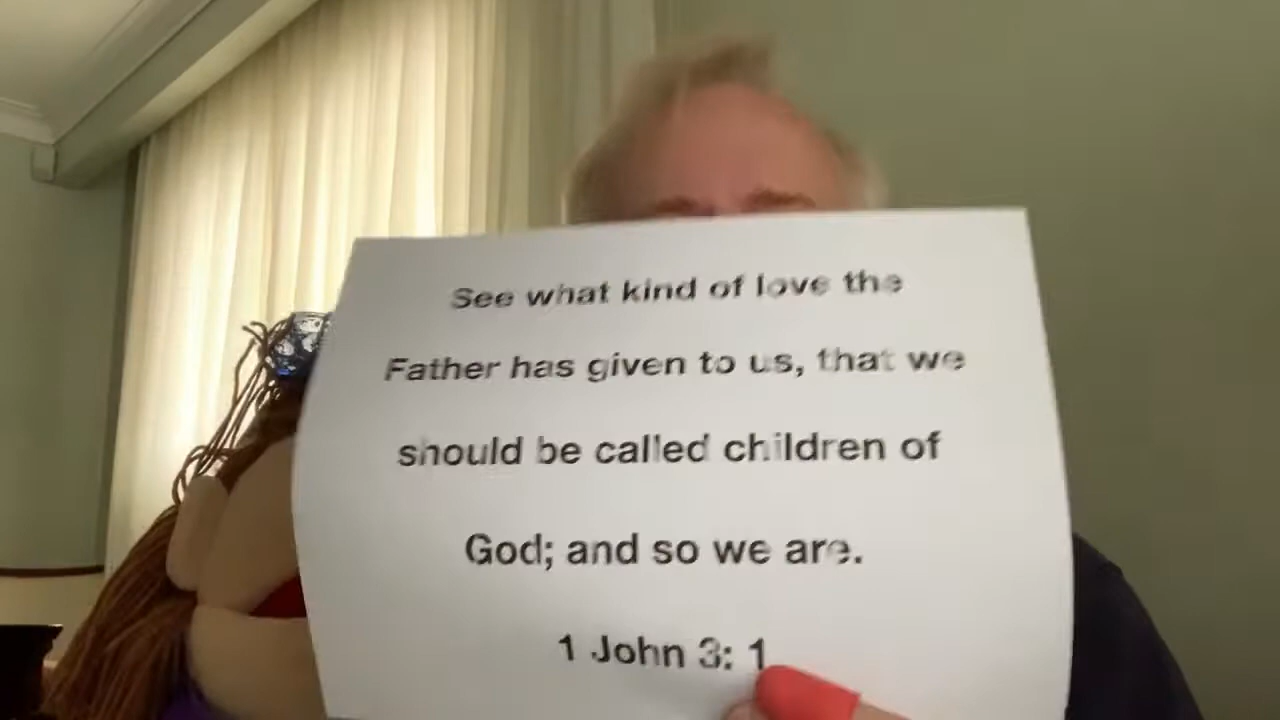 See what kind of love the
Father has given to us, that we
should be called children of
God; and so we are.
1 John 3: 1